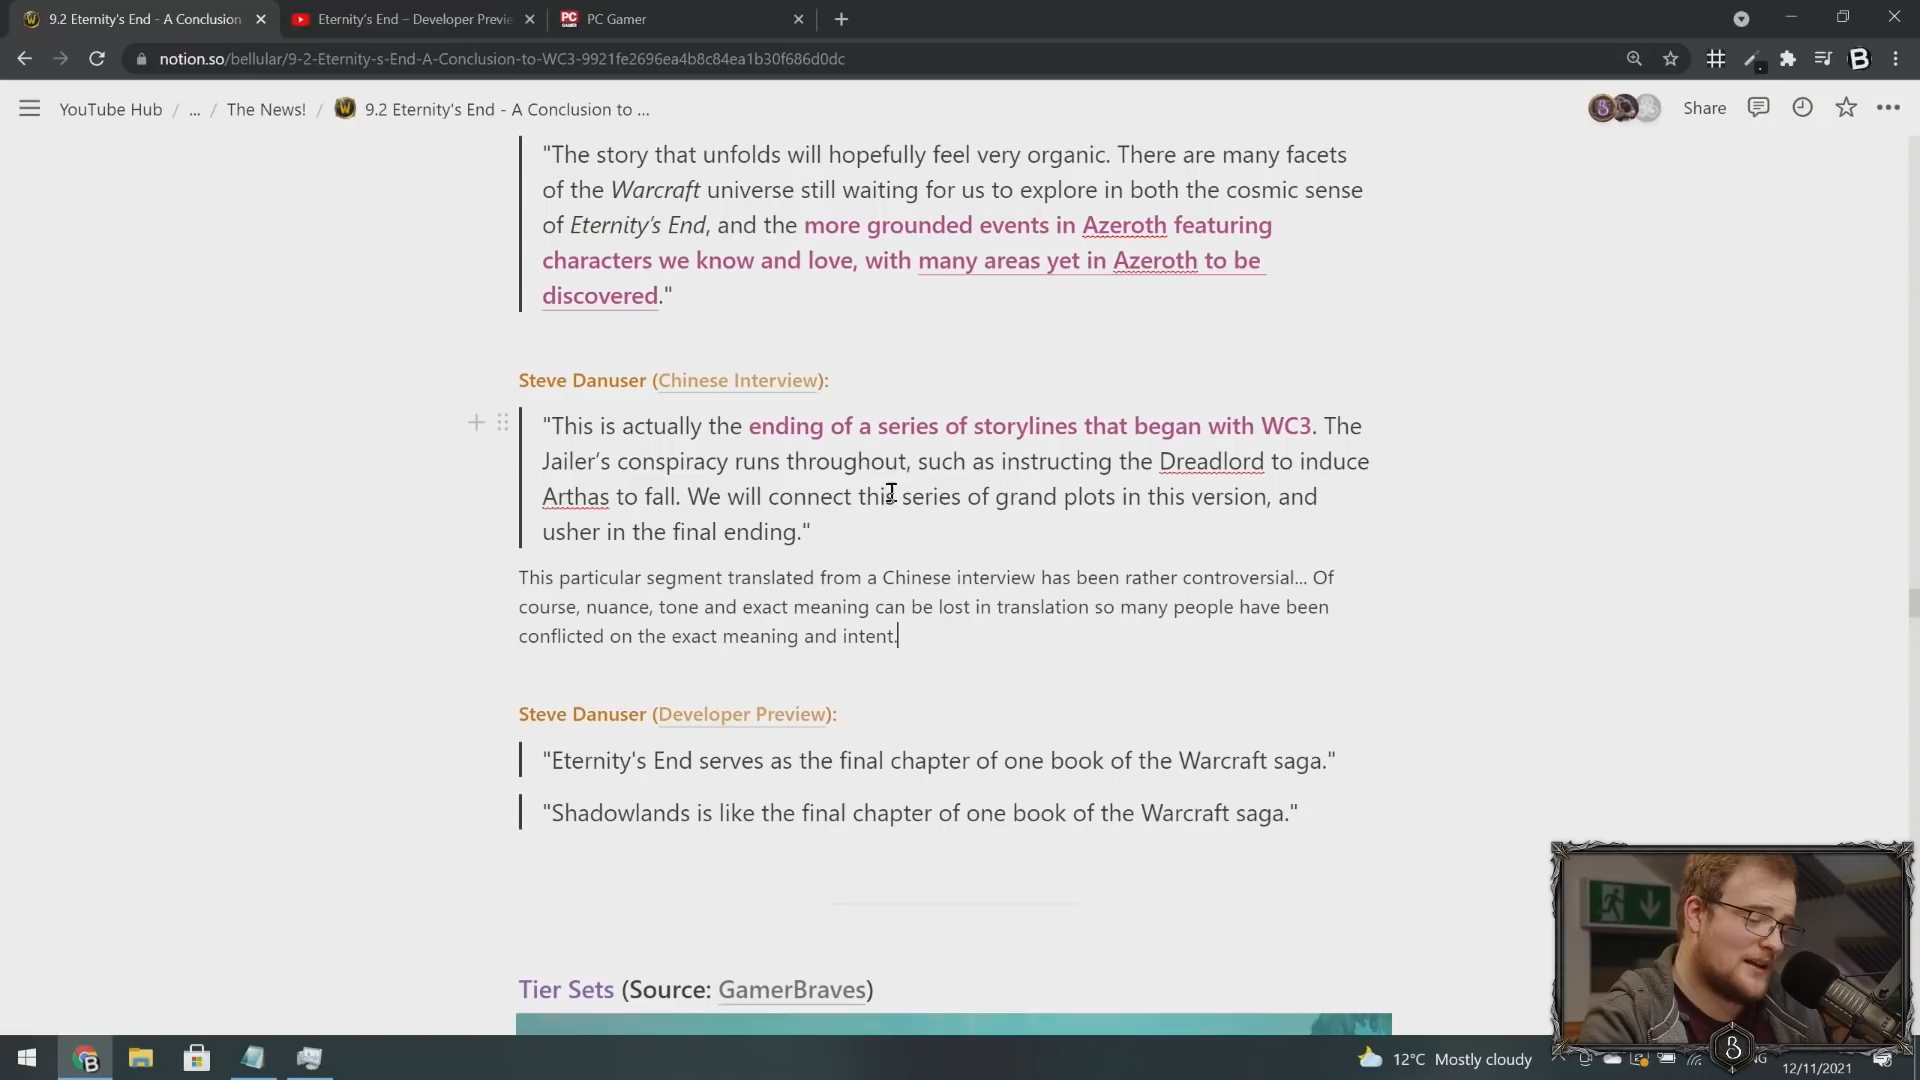 9.2 Eternity's End - A Conclusion
Eternity's End – Developer Previe
PC Gamer
notion.so/bellular/9-2-Eternity-s-End-A-Conclusion-to-WC3-9921fe2696ea4b8c84ea1b30f686d0dc
YouTube Hub / ... / The News! / 9.2 Eternity's End - A Conclusion to ...
Share
"The story that unfolds will hopefully feel very organic. There are many facets
of the Warcraft universe still waiting for us to explore in both the cosmic sense
of Eternity's End, and the more grounded events in Azeroth featuring
characters we know and love, with many areas yet in Azeroth to be
discovered."
Steve Danuser (Chinese Interview):
"This is actually the ending of a series of storylines that began with WC3. The
Jailer's conspiracy runs throughout, such as instructing the Dreadlord to induce
Arthas to fall. We will connect this series of grand plots in this version, and
usher in the final ending."
This particular segment translated from a Chinese interview has been rather controversial... Of
course, nuance, tone and exact meaning can be lost in translation so many people have been
conflicted on the exact meaning and intent.
Steve Danuser (Developer Preview):
"Eternity's End serves as the final chapter of one book of the Warcraft saga."
"Shadowlands is like the final chapter of one book of the Warcraft saga."
Tier Sets (Source: GamerBraves)
12°C Mostly cloudy
12/11/2021